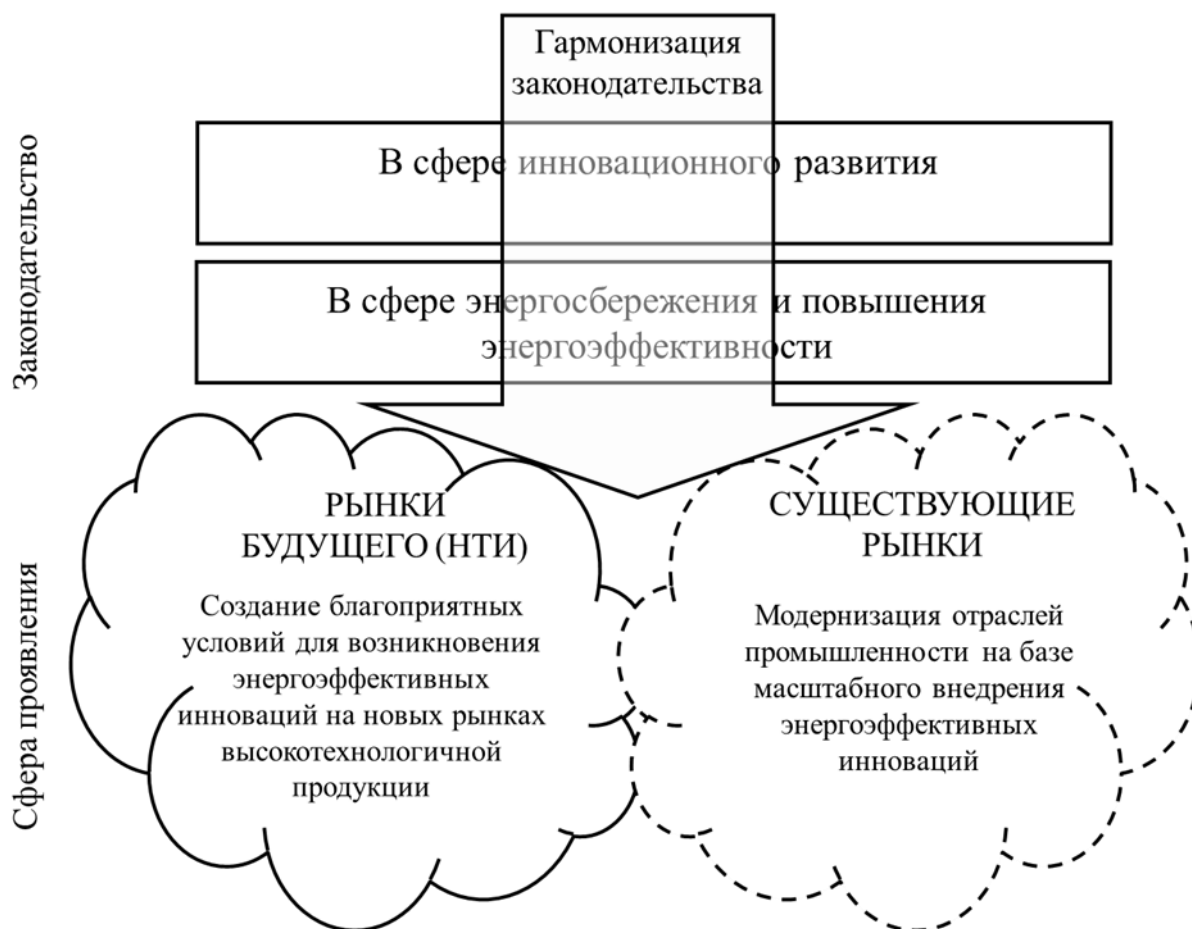 Гармонизация
законодательства
Законодательство
В сфере инновационного развития
В сфере энергосбережения и повышения
энергоэффективности
Сфера проявления
РЫНКИ
БУДУЩЕГО (НТИ)
Создание благоприятных
условий для возникновения
энергоэффективных
инноваций на новых рынках
высокотехнологичной
продукции
СУЩЕСТВУЮЩИЕ
РЫНКИ
Модернизация отраслей
промышленности на базе
масштабного внедрения
энергоэффективных
инноваций